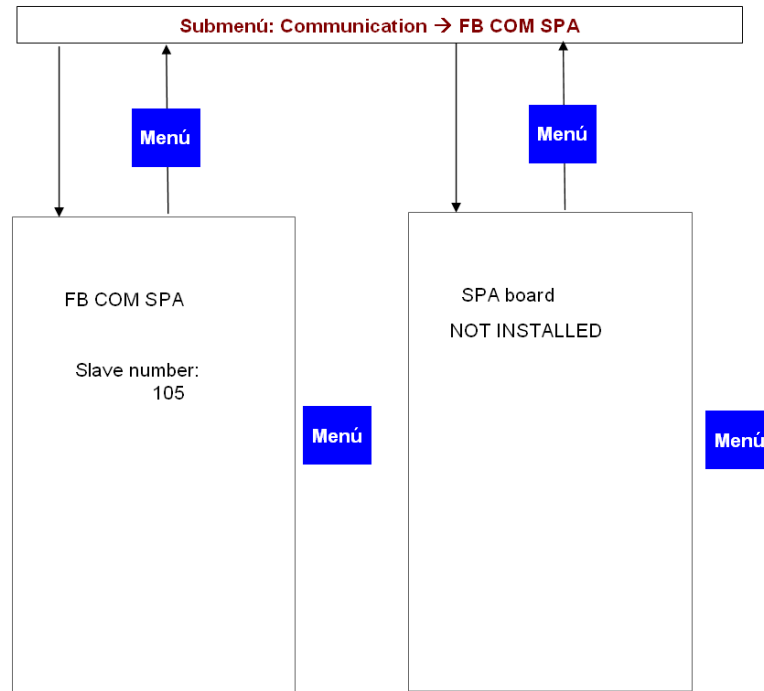 Submenú: Communication → FB COM SPA
Menú
Menú
FB COM SPA
Slave number:
105
Menú
SPA board
NOT INSTALLED
Menú